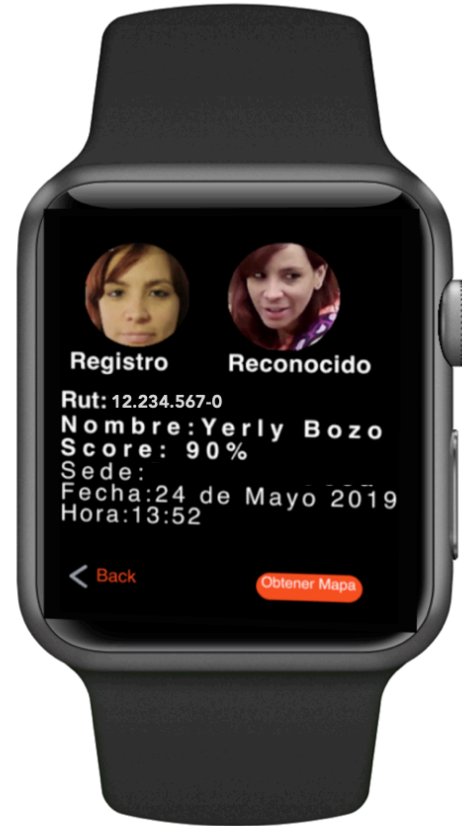 Registro Reconocido
Rut: 12.234.567-0
Nombre:Yerly Bozo
Score: 90%
Sede:
Fecha:24 de Mayo 2019
Hora:13:52
Back Obtener Mapa